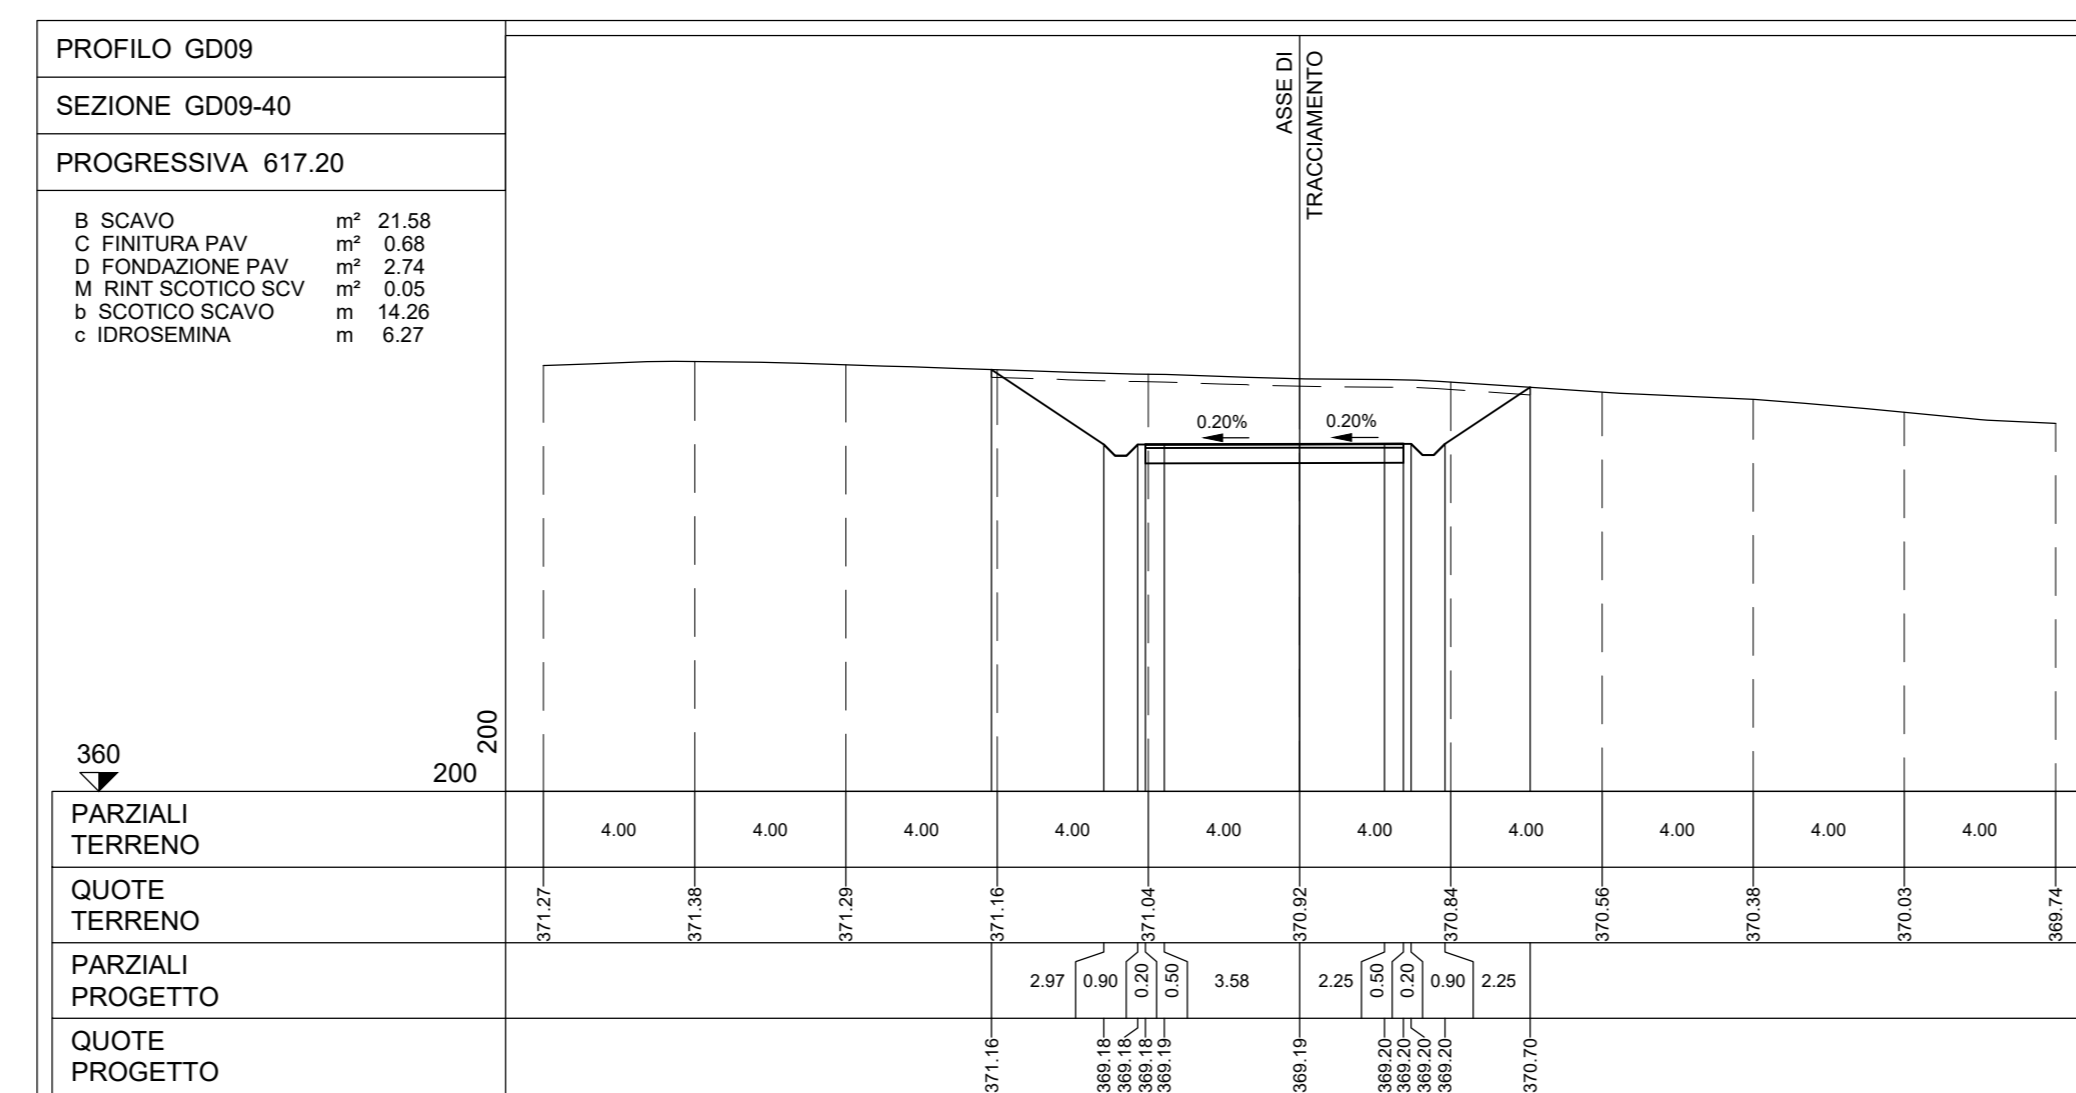 PROFILO GD09
SEZIONE GD09-40
PROGRESSIVA 617.20
B SCAVO m² 21.58
C FINITURA PAV m² 0.68
D FONDAZIONE PAV m² 2.74
M RINT SCOTICO SCV m² 0.05
b SCOTICO SCAVO m 14.26
c IDROSEMINA m 6.27
ASSE DI
TRACCIAMENTO
0.20% 0.20%
360
200
200
PARZIALI
TERRENO
4.00 4.00 4.00 4.00 4.00 4.00 4.00 4.00 4.00 4.00
QUOTE
TERRENO
371.27 371.38 371.29 371.16 371.04 370.92 370.84 370.56 370.38 370.03 369.74
PARZIALI
PROGETTO
2.97 0.90 0.20 0.50 3.58 2.25 0.50 0.20 0.90 2.25
QUOTE
PROGETTO
371.16 369.18 369.18 369.18 369.19 369.19 369.20 369.20 369.20 369.20 370.70